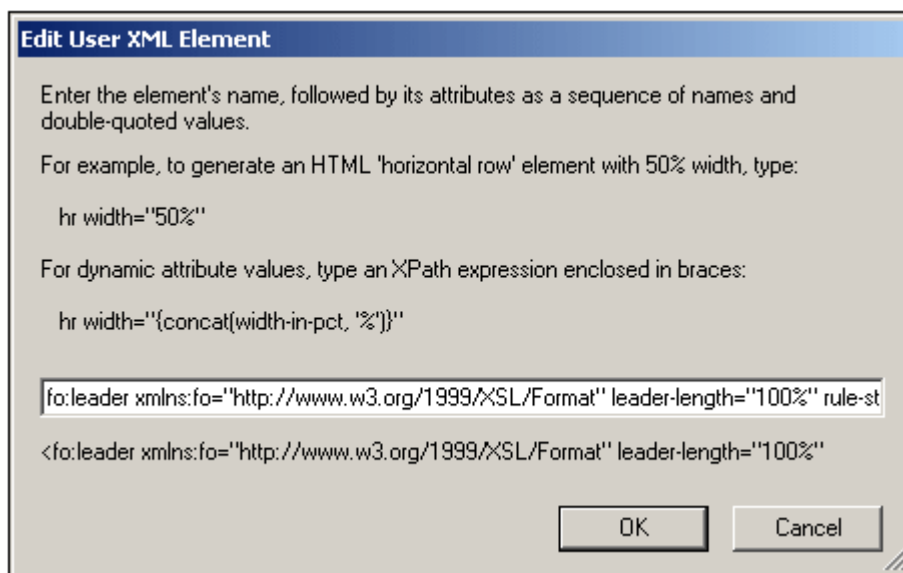 Edit User XML Element
Enter the element's name, followed by its attributes as a sequence of names and
double-quoted values.
For example, to generate an HTML 'horizontal row' element with 50% width, type:
hr width="50%"
For dynamic attribute values, type an XPath expression enclosed in braces:
hr width="{concat(width-in-pct, '%')}"
fo:leader xmlns:fo="http://www.w3.org/1999/XSL/Format" leader-length="100%" rule-st
<fo:leader xmlns:fo="http://www.w3.org/1999/XSL/Format" leader-length="100%"
OK Cancel